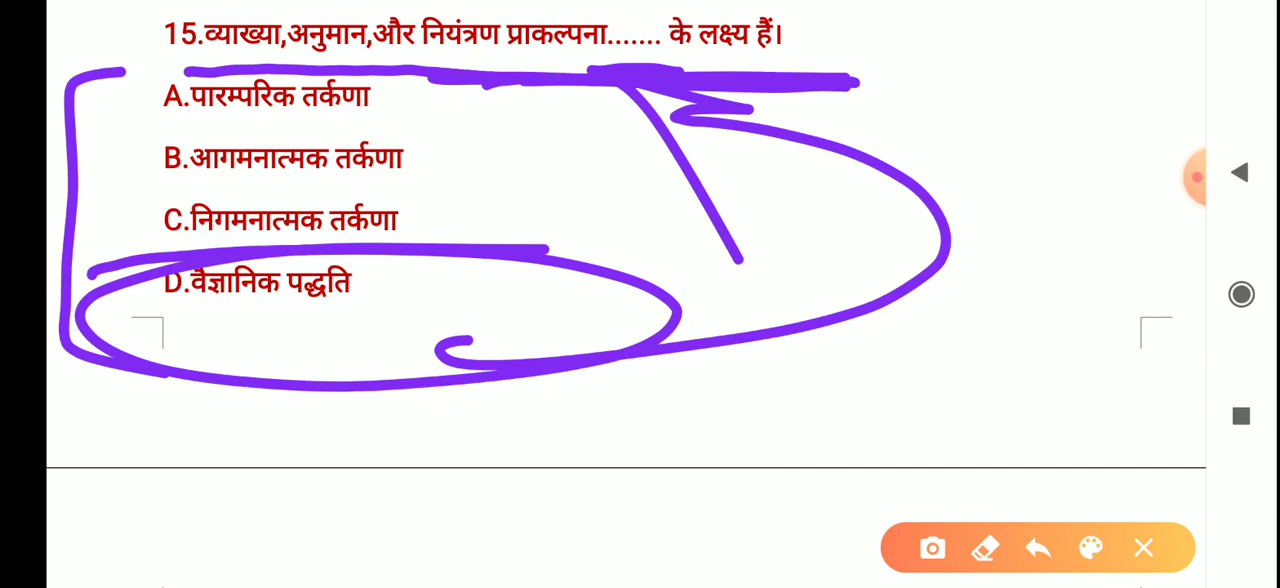 15.व्याख्या,अनुमान,और नियंत्रण प्राकल्पना....... के लक्ष्य हैं।
A.पारम्परिक तर्कणा
B.आगमनात्मक तर्कणा
C.निगमनात्मक तर्कणा
D.वैज्ञानिक पद्धति